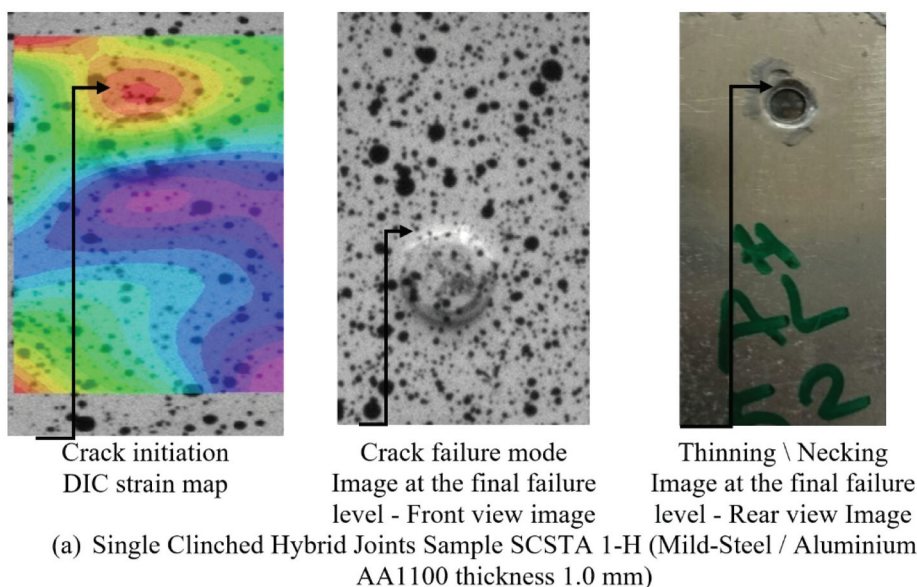 Crack initiation
DIC strain map
Crack failure mode
Image at the final failure
level - Front view image
Thinning \ Necking
Image at the final failure
level - Rear view Image
(a) Single Clinched Hybrid Joints Sample SCSTA 1-H (Mild-Steel / Aluminium
AA1100 thickness 1.0 mm)